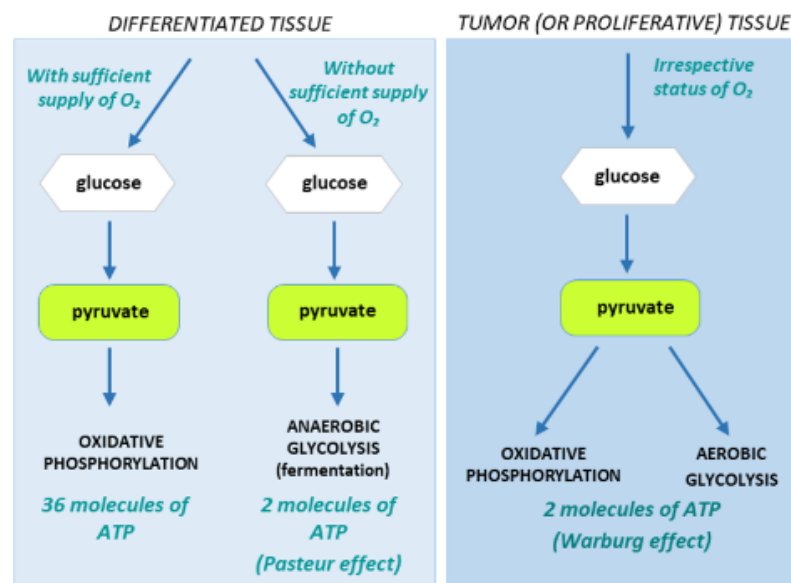 DIFFERENTIATED TISSUE
With sufficient
supply of O₂
Without
sufficient supply
of O₂
glucose
glucose
pyruvate
pyruvate
OXIDATIVE
PHOSPHORYLATION
ANAEROBIC
GLYCOLYSIS
(fermentation)
36 molecules of
ATP
2 molecules of
ATP
(Pasteur effect)
TUMOR (OR PROLIFERATIVE) TISSUE
Irrespective
status of O₂
glucose
pyruvate
OXIDATIVE
PHOSPHORYLATION
AEROBIC
GLYCOLYSIS
2 molecules of ATP
(Warburg effect)